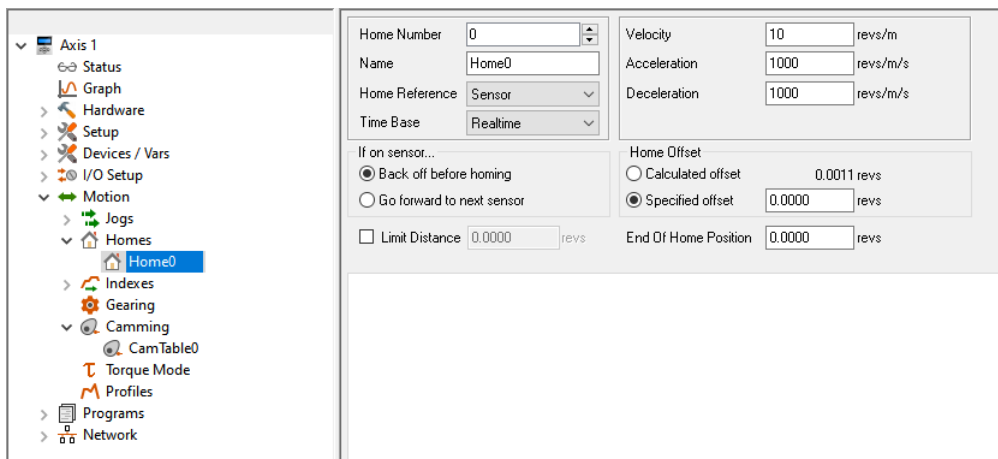 Axis 1
Status
Graph
Hardware
Setup
Devices / Vars
I/O Setup
Motion
Jogs
Homes
Home0
Indexes
Gearing
Camming
CamTable0
Torque Mode
Profiles
Programs
Network
Home Number 0
Name Home0
Home Reference Sensor
Time Base Realtime
Velocity 10 revs/m
Acceleration 1000 revs/m/s
Deceleration 1000 revs/m/s
If on sensor...
Back off before homing
Go forward to next sensor
Limit Distance 0.0000 revs
Home Offset
Calculated offset 0.0011 revs
Specified offset 0.0000 revs
End Of Home Position 0.0000 revs